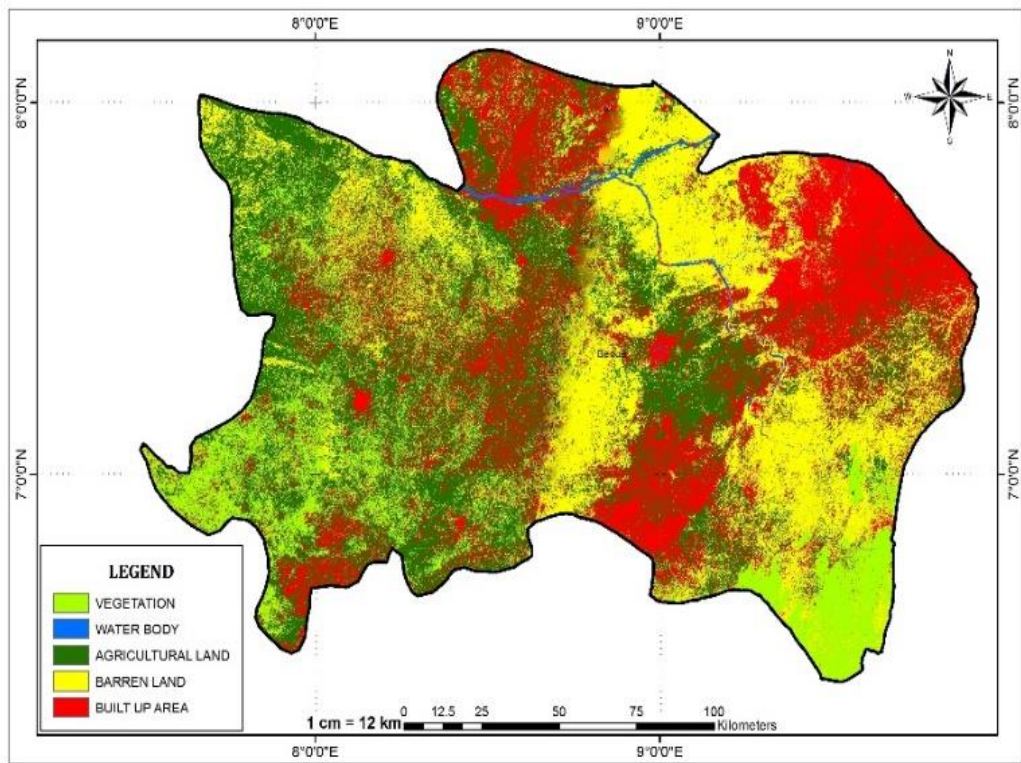 8°0'0"E 9°0'0"E
N
W E
8°0'0"N 8°0'0"N
7°0'0"N 7°0'0"N
LEGEND
VEGETATION
WATER BODY
AGRICULTURAL LAND
BARREN LAND
BUILT UP AREA
0 12.5 25 50 75 100
1 cm = 12 km Kilometers
8°0'0"E 9°0'0"E